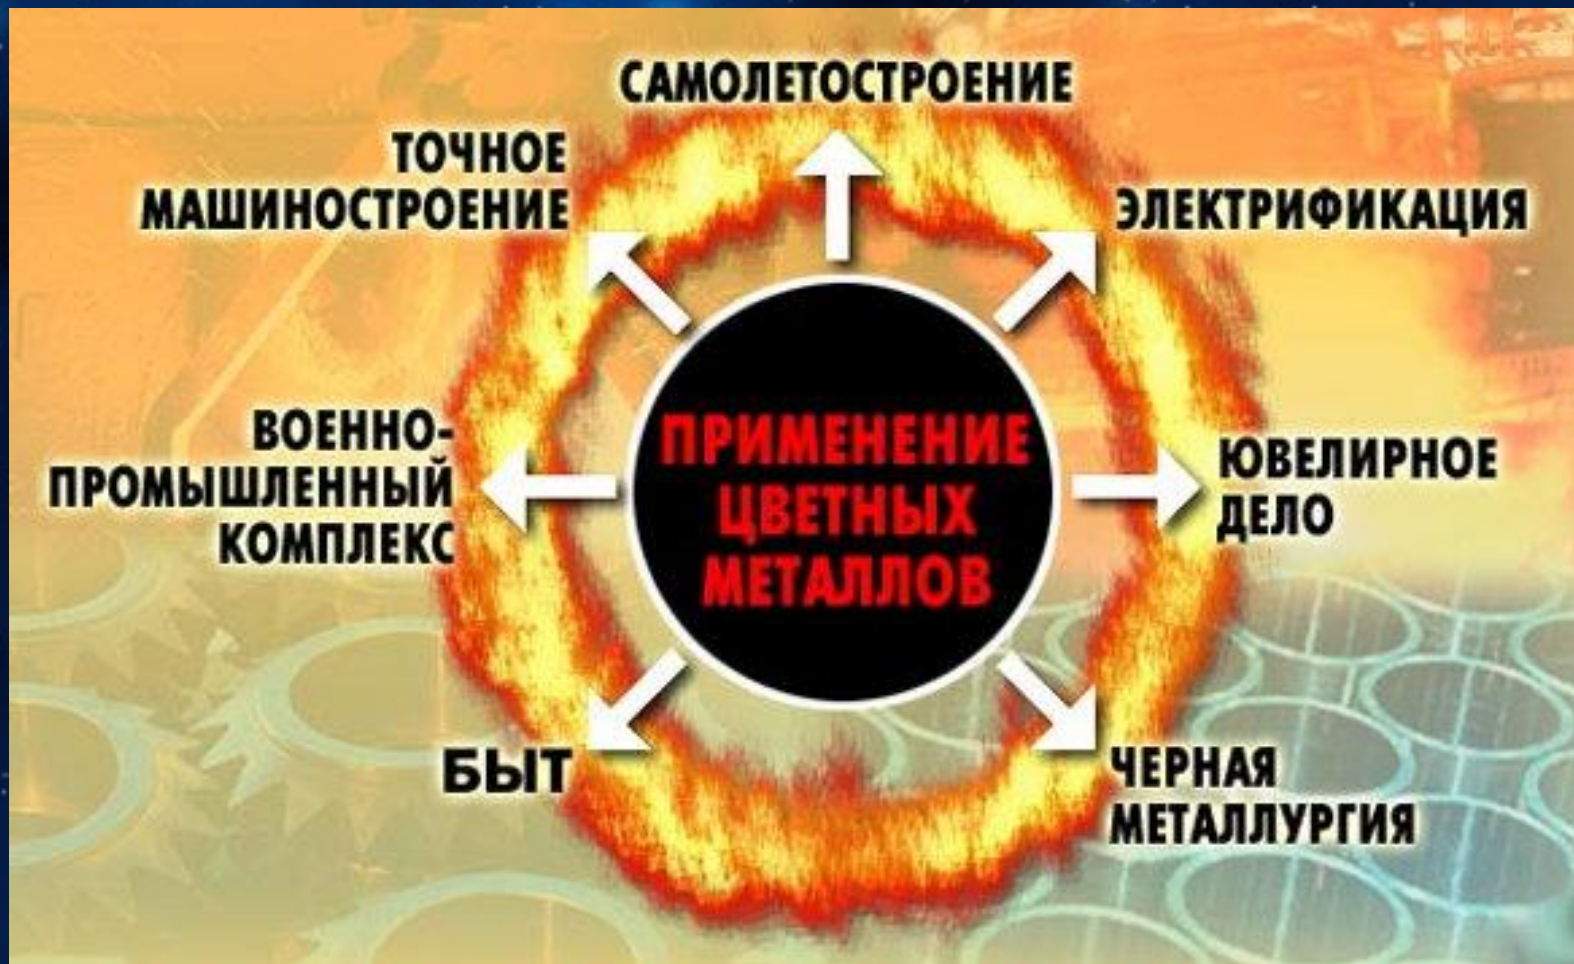 САМОЛЕТОСТРОЕНИЕ
ТОЧНОЕ
МАШИНОСТРОЕНИЕ
ЭЛЕКТРИФИКАЦИЯ
ВОЕННО-
ПРОМЫШЛЕННЫЙ
КОМПЛЕКС
ПРИМЕНЕНИЕ
ЦВЕТНЫХ
МЕТАЛЛОВ
ЮВЕЛИРНОЕ
ДЕЛО
БЫТ
ЧЕРНАЯ
МЕТАЛЛУРГИЯ